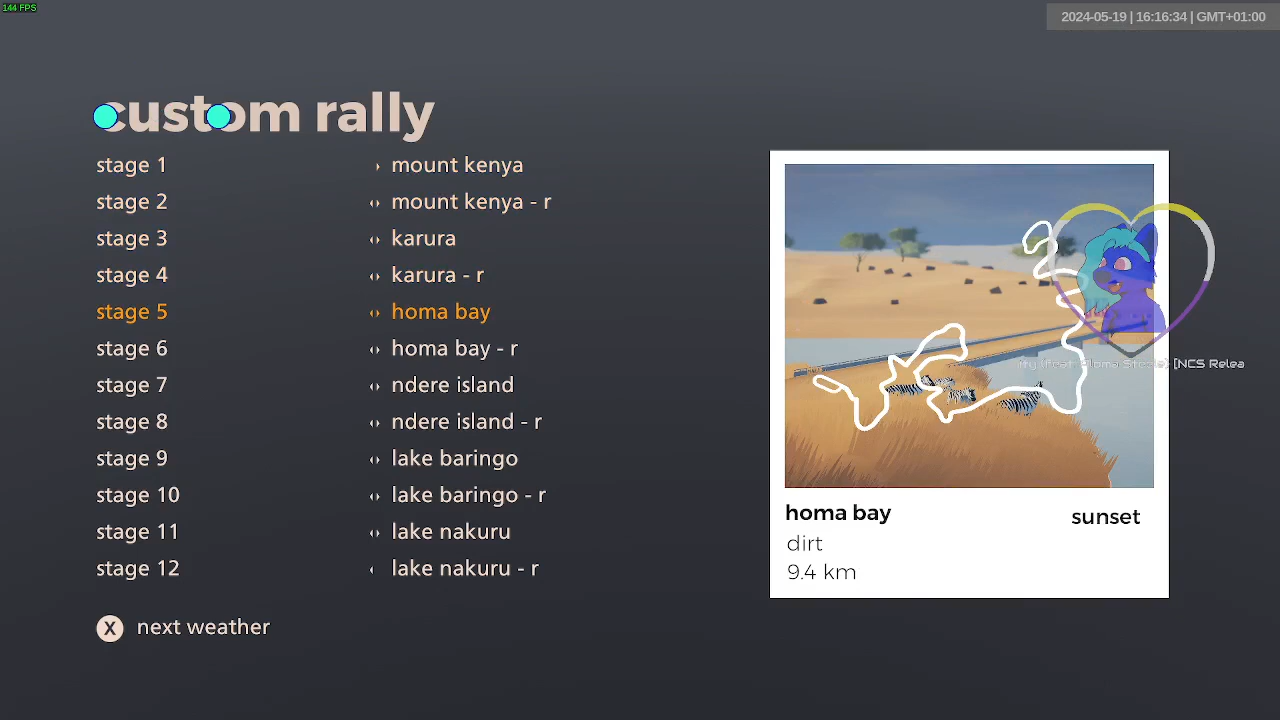 144 FPS
2024-05-19 | 16:16:34 | GMT+01:00
custom rally
stage 1 mount kenya
stage 2 mount kenya - r
stage 3 karura
stage 4 karura - r
stage 5 homa bay
stage 6 homa bay - r
stage 7 ndere island
stage 8 ndere island - r
stage 9 lake baringo
stage 10 lake baringo - r
stage 11 lake nakuru
stage 12 lake nakuru - r
X next weather
[NCS Relea
homa bay sunset
dirt
9.4 km